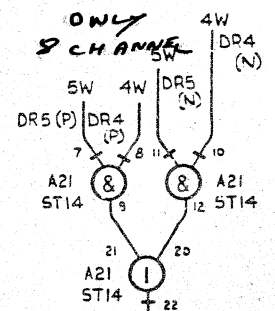 ONLY
8 CHANNEL
4W
5W
DR4
(N)
5W 4W
DR5
(N)
DR5(P) DR4
(P)
7 8 11 10
A21 & & A21
ST14 ST14
9 12
21 20
A21 1
ST14
22